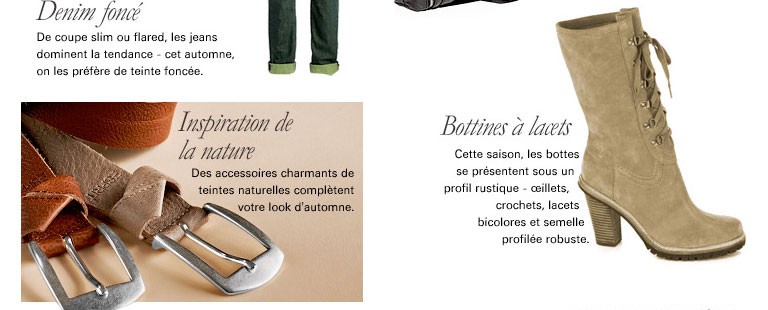 Denim foncé
De coupe slim ou flared, les jeans
dominent la tendance - cet automne,
on les préfère de teinte foncée.
Inspiration de
la nature
Des accessoires charmants de
teintes naturelles complètent
votre look d'automne.
Bottines à lacets
Cette saison, les bottes
se présentent sous un
profil rustique - œillets,
crochets, lacets
bicolores et semelle
profilée robuste.